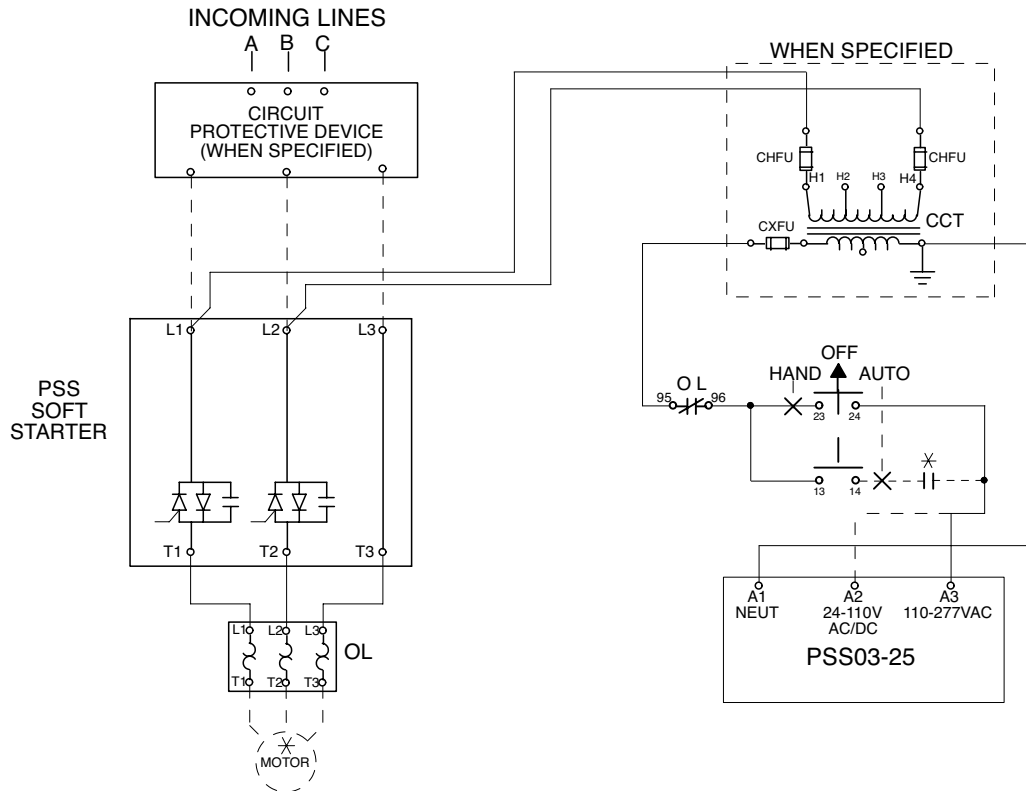 INCOMING LINES
A B C
CIRCUIT
PROTECTIVE DEVICE
(WHEN SPECIFIED)
L1 L2 L3
PSS
SOFT
STARTER
T1 T2 T3
L1 L2 L3
OL
T1 T2 T3
MOTOR
WHEN SPECIFIED
CHFU CHFU
H1 H2 H3 H4
CCT
CXFU
OFF
HAND AUTO
O L
95 96
23 24
13 14
A1 A2 A3
NEUT 24-110V 110-277VAC
AC/DC
PSS03-25